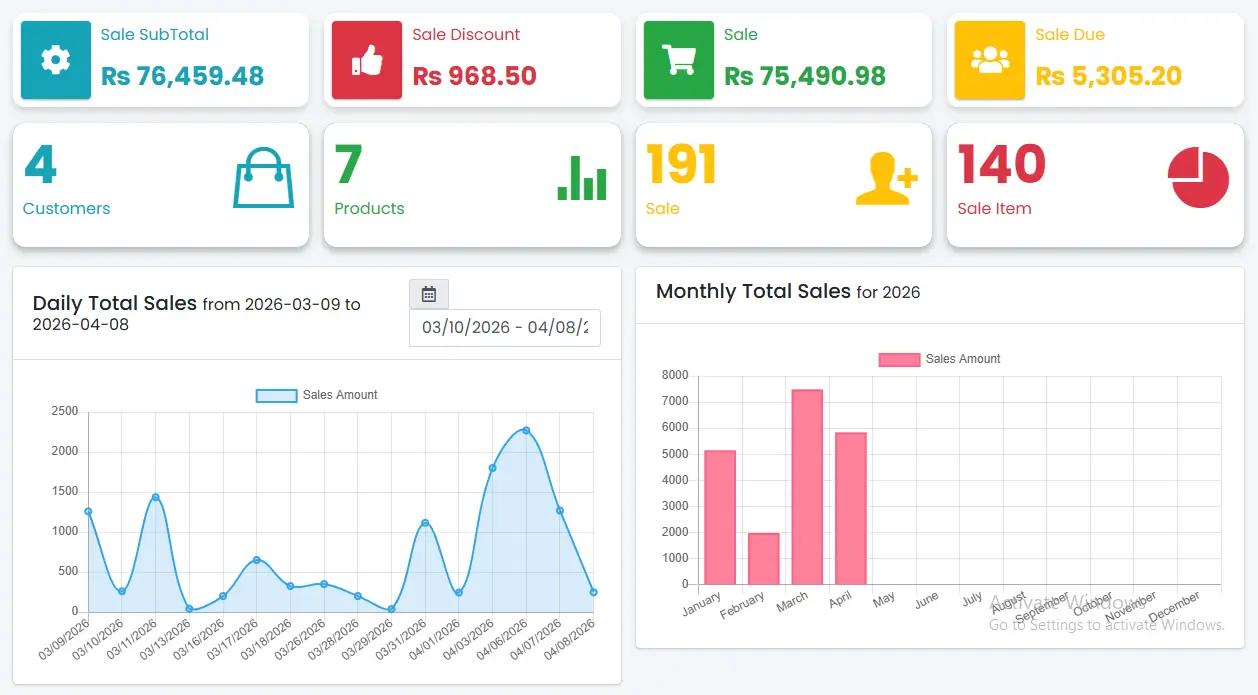 Sale SubTotal
Rs 76,459.48
Sale Discount
Rs 968.50
Sale
Rs 75,490.98
Sale Due
Rs 5,305.20
4
Customers
7
Products
191
Sale
140
Sale Item
Daily Total Sales from 2026-03-09 to
2026-04-08
03/10/2026 - 04/08/2
Sales Amount
2500
2000
1500
1000
500
0
03/09/2026
03/10/2026
03/11/2026
03/13/2026
03/16/2026
03/17/2026
03/18/2026
03/26/2026
03/28/2026
03/29/2026
03/31/2026
04/01/2026
04/03/2026
04/06/2026
04/07/2026
04/08/2026
Monthly Total Sales for 2026
Sales Amount
8000
7000
6000
5000
4000
3000
2000
1000
0
January
February
March
April
May
June
July
August
September
October
November
December
Activate Windows
Go to Settings to activate Windows.